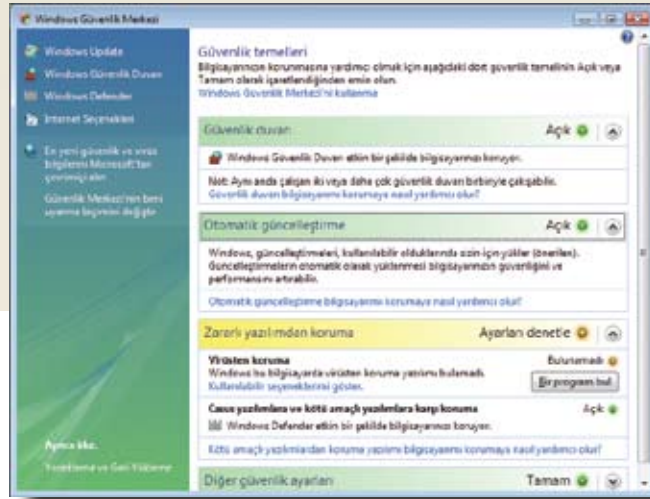 Windows Güvenlik Merkezi
Windows Update
Windows Güvenlik Duvarı
Windows Defender
Internet Seçenekleri
En yeni güvenlik ve virüs
bilgilerini Microsoft'tan
çevrimiçi alın
Güvenlik Merkezi'nin beni
uyarma biçimini değiştir
Ayrıca bkz.
Yedekleme ve Geri Yükleme
Güvenlik temelleri
Bilgisayarınızın korunmasına yardımcı olmak için aşağıdaki dört güvenlik temelinin Açık veya
Tamam olarak işaretlendiğinden emin olun.
Windows Güvenlik Merkezi'ni kullanma
Güvenlik duvarı Açık
Windows Güvenlik Duvarı etkin bir şekilde bilgisayarınızı koruyor.
Not: Aynı anda çalışan iki veya daha çok güvenlik duvarı birbiriyle çakışabilir.
Güvenlik duvarı bilgisayarımı korumaya nasıl yardımcı olur?
Otomatik güncelleştirme Açık
Windows, güncelleştirmeleri, kullanılabilir olduklarında sizin için yükler (önerilen).
Güncelleştirmelerin otomatik olarak yüklenmesi bilgisayarınızın güvenliğini ve
performansını artırabilir.
Otomatik güncelleştirme bilgisayarımı korumaya nasıl yardımcı olur?
Zararlı yazılımdan koruma Ayarları denetle
Virüsten koruma Bulunamadı
Windows bu bilgisayarda virüsten koruma yazılımı bulamadı.
Kullanılabilir seçeneklerimi göster.
Bir program bul
Casus yazılımlara ve kötü amaçlı yazılımlara karşı koruma Açık
Windows Defender etkin bir şekilde bilgisayarınızı koruyor.
Kötü amaçlı yazılımlardan koruma yazılımı bilgisayarımı korumaya nasıl yardımcı olur?
Diğer güvenlik ayarları Tamam